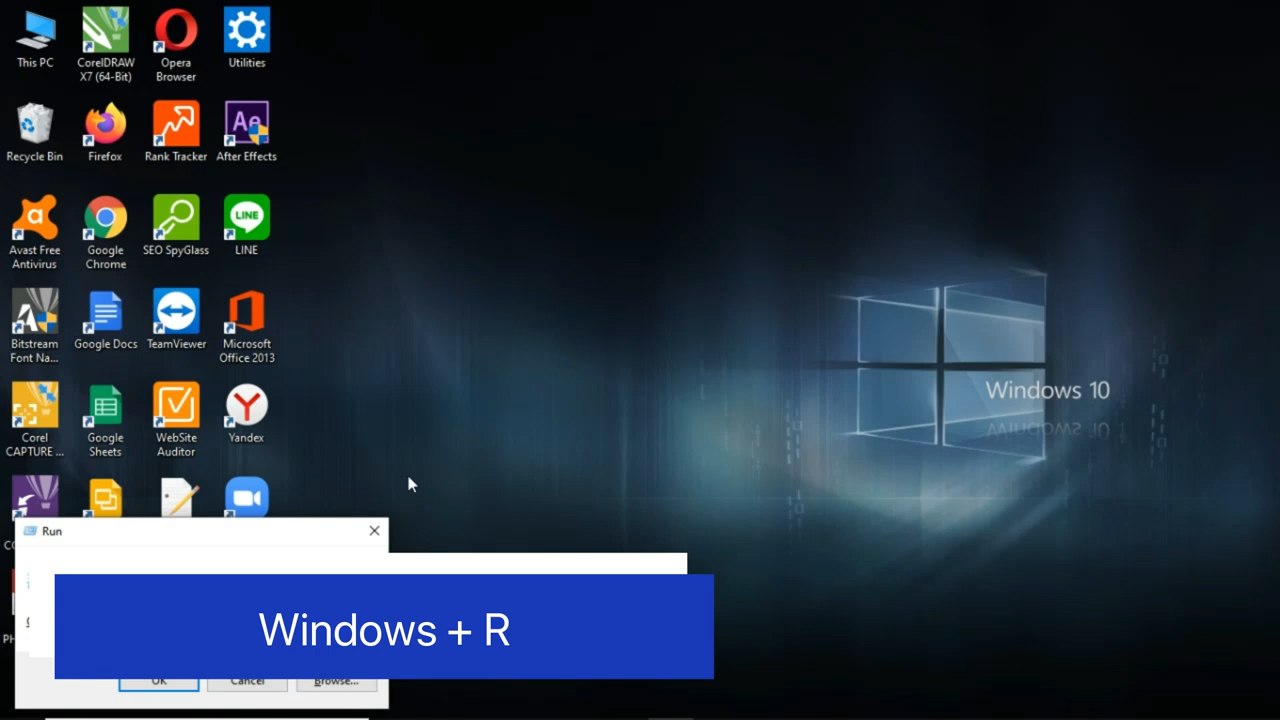 This PC
CorelDRAW
X7 (64-Bit)
Opera
Browser
Utilities
Recycle Bin
Firefox
Rank Tracker
Ae
After Effects
Avast Free
Antivirus
Google
Chrome
SEO SpyGlass
LINE
LINE
Bitstream
Font Na...
Google Docs
TeamViewer
Microsoft
Office 2013
Corel
CAPTURE ...
Google
Sheets
WebSite
Auditor
Yandex
Windows 10
Run
Windows + R
OK
Cancel
Browse...